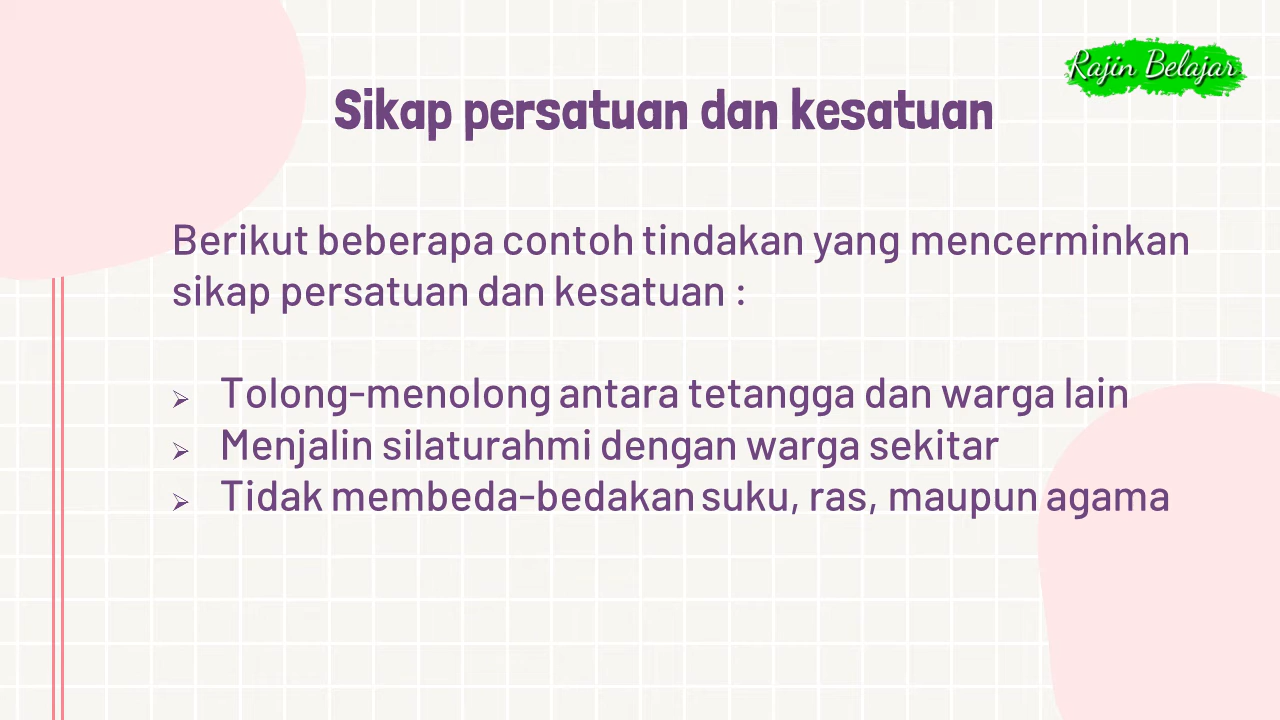 Rajin Belajar
Sikap persatuan dan kesatuan
Berikut beberapa contoh tindakan yang mencerminkan
sikap persatuan dan kesatuan :
➢ Tolong-menolong antara tetangga dan warga lain
➢ Menjalin silaturahmi dengan warga sekitar
➢ Tidak membeda-bedakan suku, ras, maupun agama